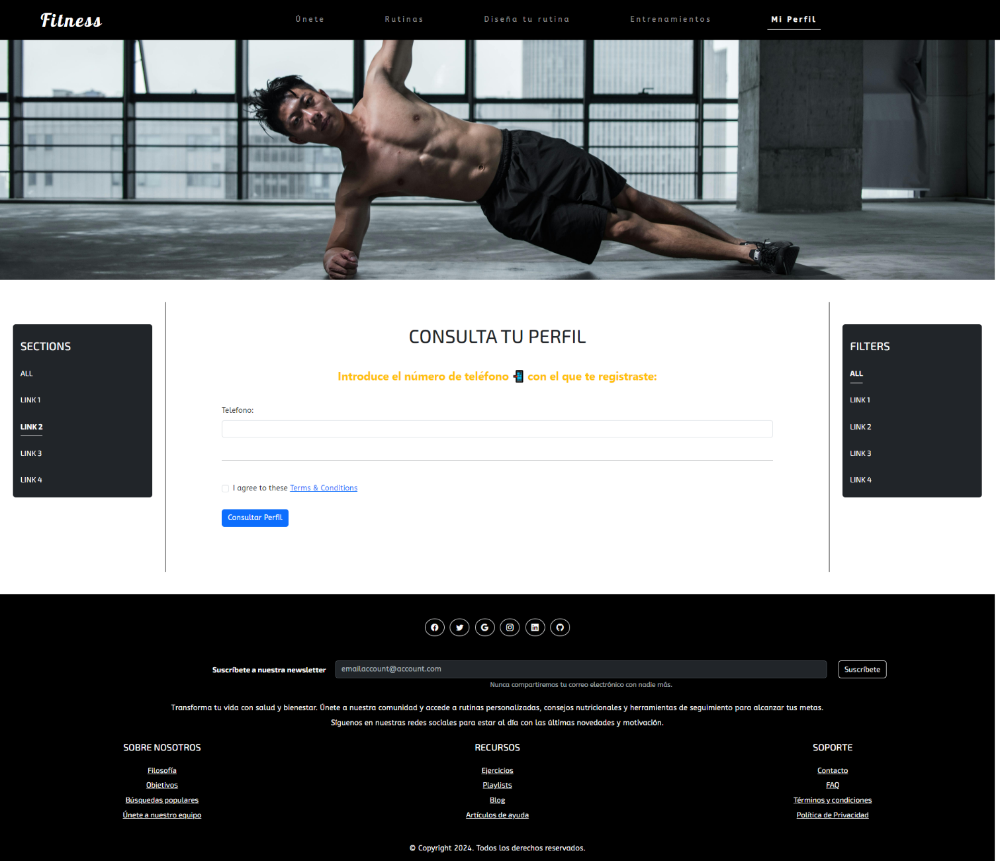 Fitness
Únete
Rutinas
Diseña tu rutina
Entrenamientos
Mi Perfil
SECTIONS
ALL
LINK 1
LINK 2
LINK 3
LINK 4
CONSULTA TU PERFIL
Introduce el número de teléfono 📲 con el que te registraste:
Telefono:
I agree to these Terms & Conditions
Consultar Perfil
FILTERS
ALL
LINK 1
LINK 2
LINK 3
LINK 4
Suscríbete a nuestra newsletter
emailaccount@account.com
Suscríbete
Nunca compartiremos tu correo electrónico con nadie más.
Transforma tu vida con salud y bienestar. Únete a nuestra comunidad y accede a rutinas personalizadas, consejos nutricionales y herramientas de seguimiento para alcanzar tus metas.
Síguenos en nuestras redes sociales para estar al día con las últimas novedades y motivación.
SOBRE NOSOTROS
Filosofía
Objetivos
Búsquedas populares
Únete a nuestro equipo
RECURSOS
Ejercicios
Playlists
Blog
Artículos de ayuda
SOPORTE
Contacto
FAQ
Términos y condiciones
Política de Privacidad
© Copyright 2024. Todos los derechos reservados.